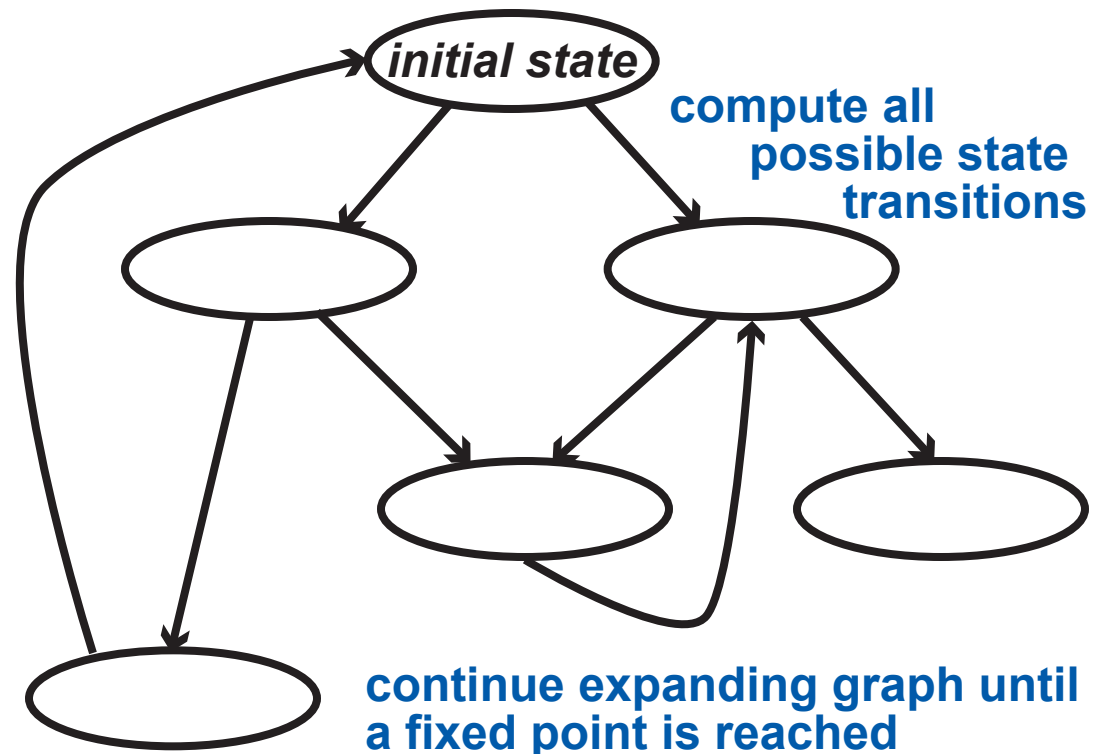 initial state
compute all
possible state
transitions
continue expanding graph until
a fixed point is reached